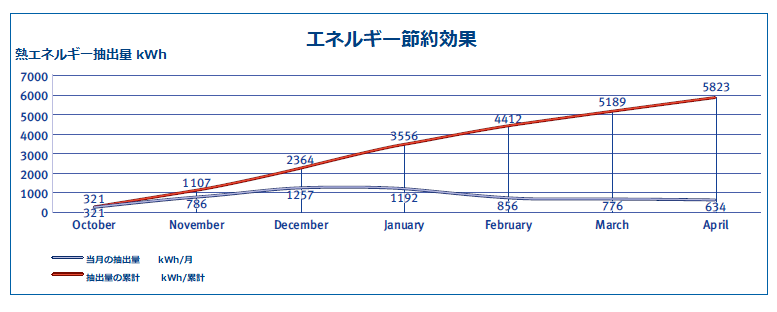 エネルギー節約効果
熱エネルギー抽出量 kWh
7000
6000
5000
4000
3000
2000
1000
0
321 1107 2364 3556 4412 5189 5823
321 786 1257 1192 856 776 634
October November December January February March April
当月の抽出量 kWh/月
抽出量の累計 kWh/累計